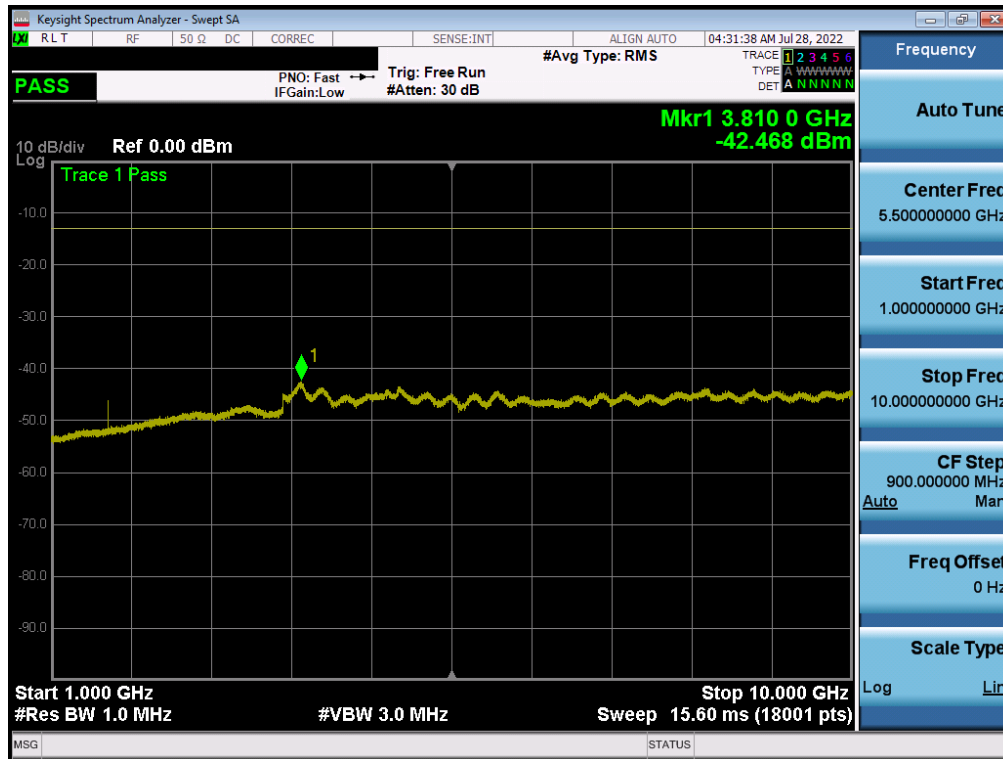 Keysight Spectrum Analyzer - Swept SA
LXI R L T RF 50 Ω DC CORREC SENSE:INT ALIGN AUTO 04:31:38 AM Jul 28, 2022
PASS
PNO: Fast
IFGain:Low
Trig: Free Run
#Atten: 30 dB
#Avg Type: RMS
TRACE 1 2 3 4 5 6
TYPE A WWWWW
DET A N N N N N
Mkr1 3.810 0 GHz
-42.468 dBm
10 dB/div Ref 0.00 dBm
Log
Trace 1 Pass
-10.0
-20.0
-30.0
-40.0
-50.0
-60.0
-70.0
-80.0
-90.0
1
Start 1.000 GHz Stop 10.000 GHz
#Res BW 1.0 MHz #VBW 3.0 MHz Sweep 15.60 ms (18001 pts)
MSG STATUS
Frequency
Auto Tune
Center Freq
5.500000000 GHz
Start Freq
1.000000000 GHz
Stop Freq
10.000000000 GHz
CF Step
900.000000 MHz
Auto Man
Freq Offset
0 Hz
Scale Type
Log Lin